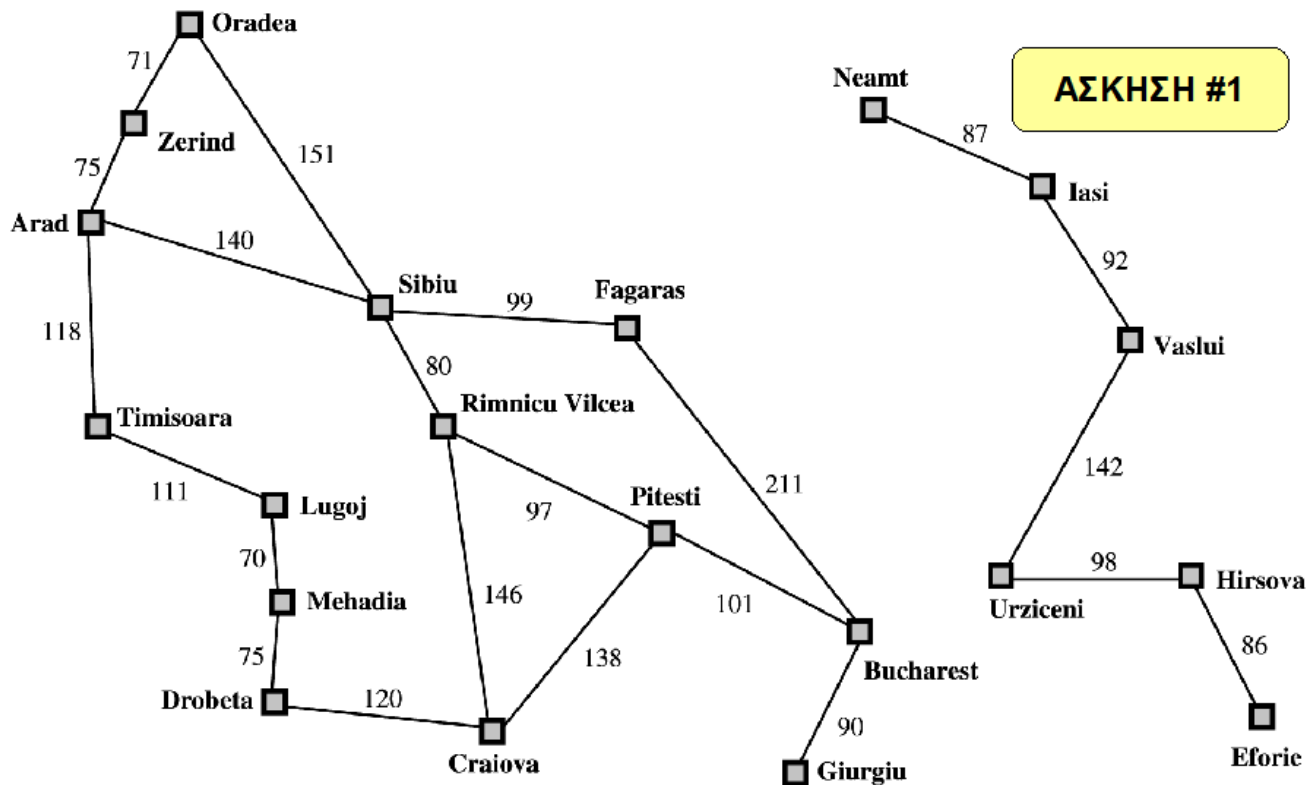 Oradea
71
Neamt
ΑΣΚΗΣΗ #1
87
Zerind
75
151
Iasi
Arad
140
92
Sibiu
Fagaras
99
118
Vaslui
80
Timisoara
Rimnicu Vilcea
142
111
211
Lugoj
97
Pitesti
70
98
Hirsova
Mehadia
146
101
Urziceni
75
138
86
Bucharest
Drobeta
120
90
Eforie
Craiova
Giurgiu